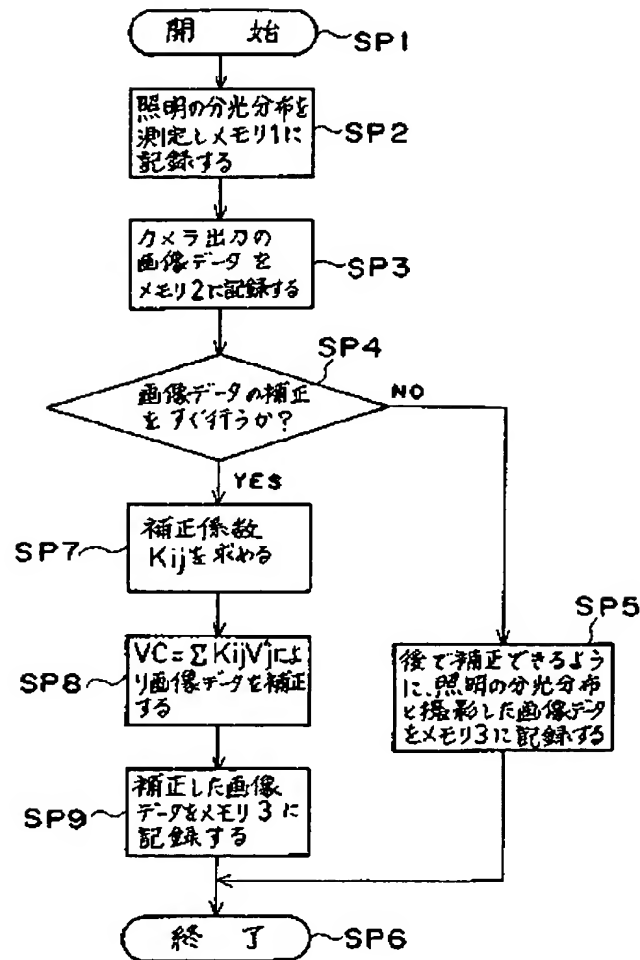 開 始
SP1
照明の分光分布を
測定しメモリ1に
記録する
SP2
カメラ出力の
画像データを
メモリ2に記録する
SP3
SP4
画像データの補正
をすぐ行うか?
NO
YES
補正係数
Kijを求める
SP7
SP5
VC=ΣKijV'jによ
り画像データを補正
する
SP8
後で補正できるよう
に、照明の分光分布
と撮影した画像データ
をメモリ3に記録する
補正した画像
データをメモリ3に
記録する
SP9
終 了
SP6